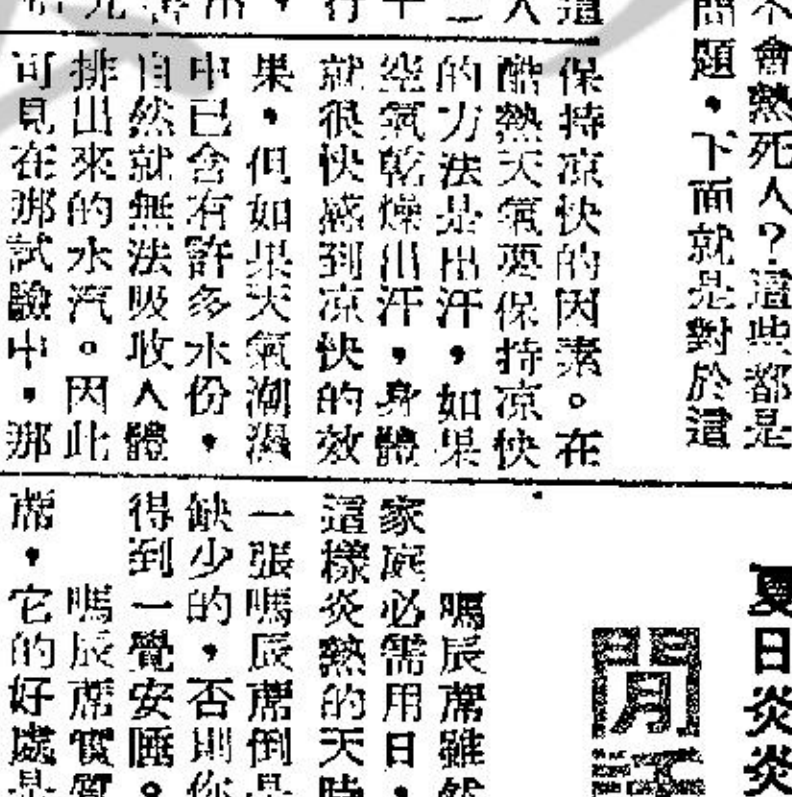 不會熱死人？這些都是
問題，下面就是對於這
保持涼快的因素。在
酷熱天氣要保持涼快
的方法是出汗，如果
空氣乾燥出汗，身體
就很快感到涼快的效
果，但如果天氣潮濕
中已含有許多水份，
自然就無法吸收人體
排出來的水汽。因此
可見在那試驗中，那
夏日炎炎
閒話
嗎辰蓆雖然
家庭必需用日，
這樣炎熱的天時
一張嗎辰蓆倒是
缺少的，否則你
得到一覺安睡。
嗎辰蓆實質
蓆，它的好處是